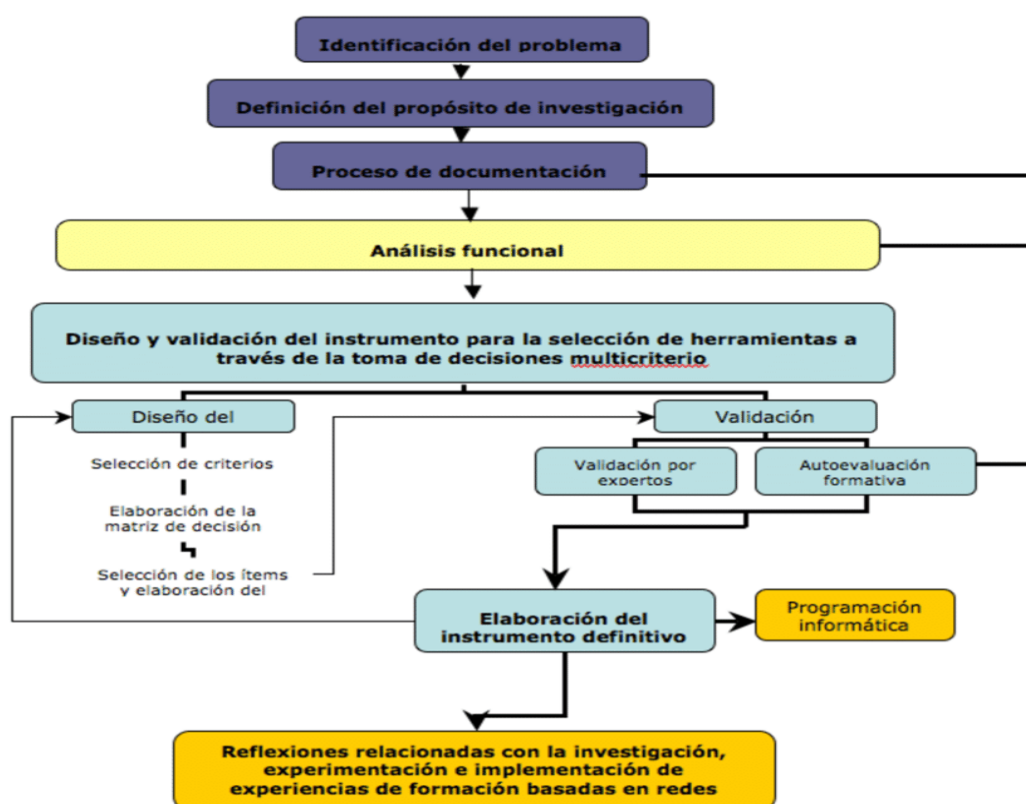 Identificación del problema
Definición del propósito de investigación
Proceso de documentación
Análisis funcional
Diseño y validación del instrumento para la selección de herramientas a
través de la toma de decisiones multicriterio
Diseño del
Validación
Selección de criterios
Elaboración de la
matriz de decisión
Selección de los ítems
y elaboración del
Validación por
expertos
Autoevaluación
formativa
Elaboración del
instrumento definitivo
Programación
informática
Reflexiones relacionadas con la investigación,
experimentación e implementación de
experiencias de formación basadas en redes